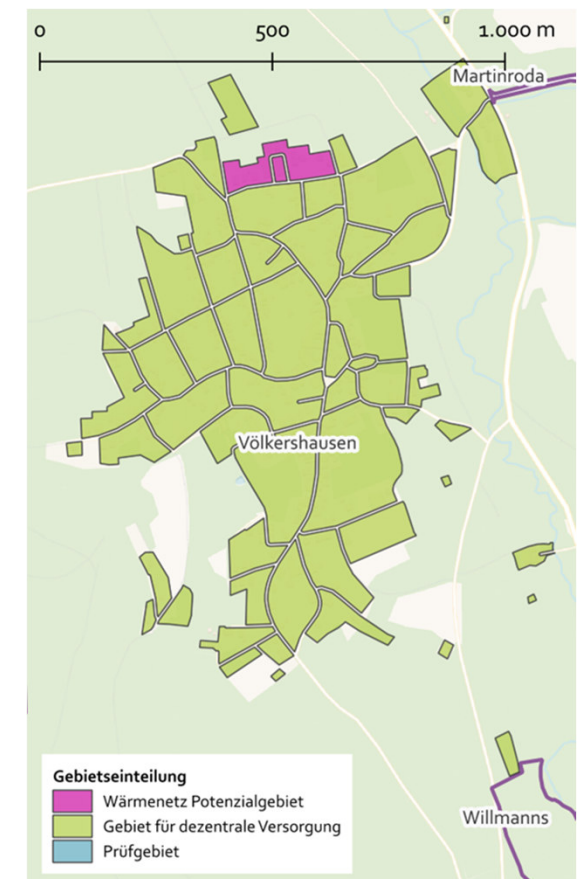 0 500 1.000 m
Martinroda
Völkershausen
Willmanns
Gebietseinteilung
Wärmenetz Potenzialgebiet
Gebiet für dezentrale Versorgung
Prüfgebiet